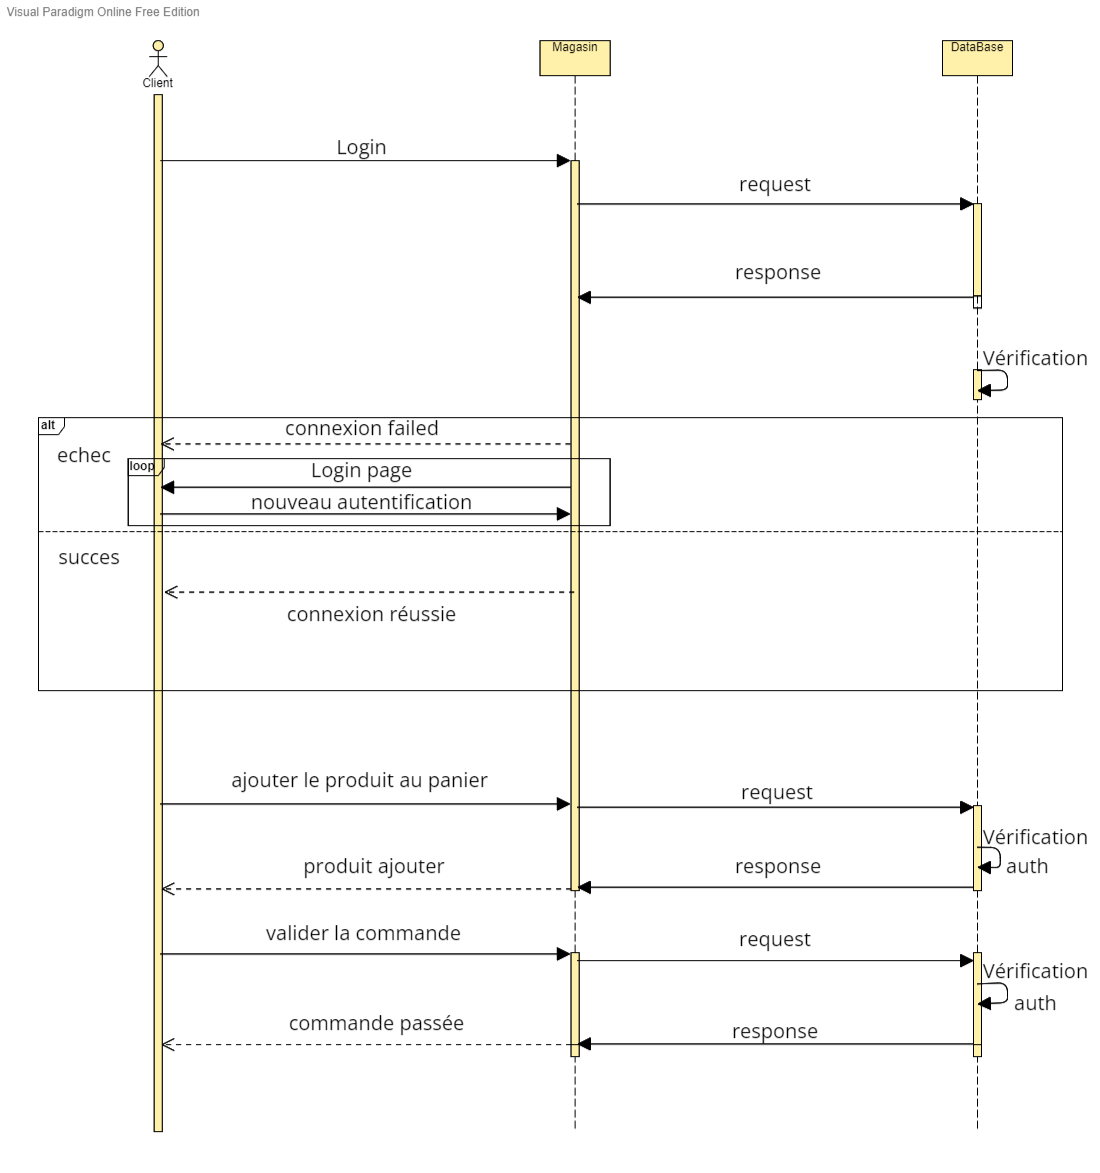 Visual Paradigm Online Free Edition
Client
Magasin
DataBase
Login
request
response
Vérification
alt
connexion failed
echec
loop
Login page
nouveau autentification
succes
connexion réussie
ajouter le produit au panier
request
Vérification
auth
produit ajouter
response
valider la commande
request
Vérification
auth
commande passée
response